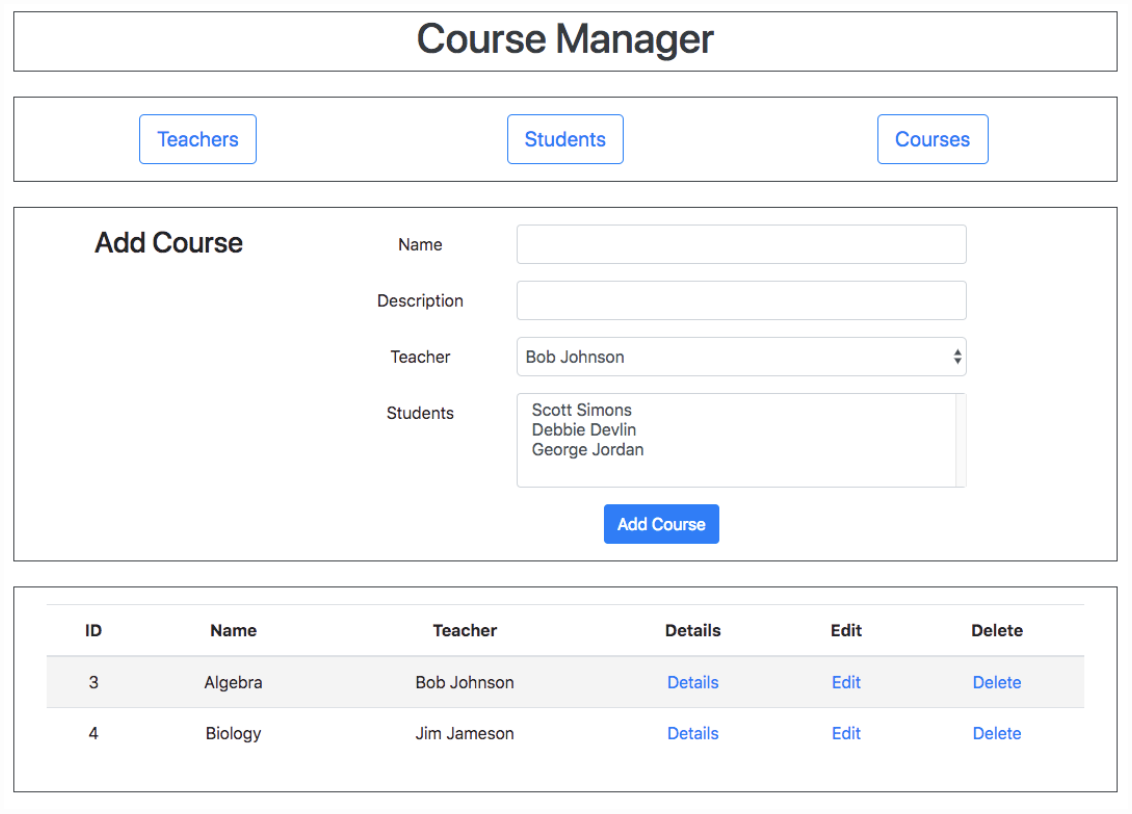 Course Manager
Teachers Students Courses
Add Course
Name
Description
Teacher Bob Johnson
Students Scott Simons
Debbie Devlin
George Jordan
Add Course
ID Name Teacher Details Edit Delete
3 Algebra Bob Johnson Details Edit Delete
4 Biology Jim Jameson Details Edit Delete